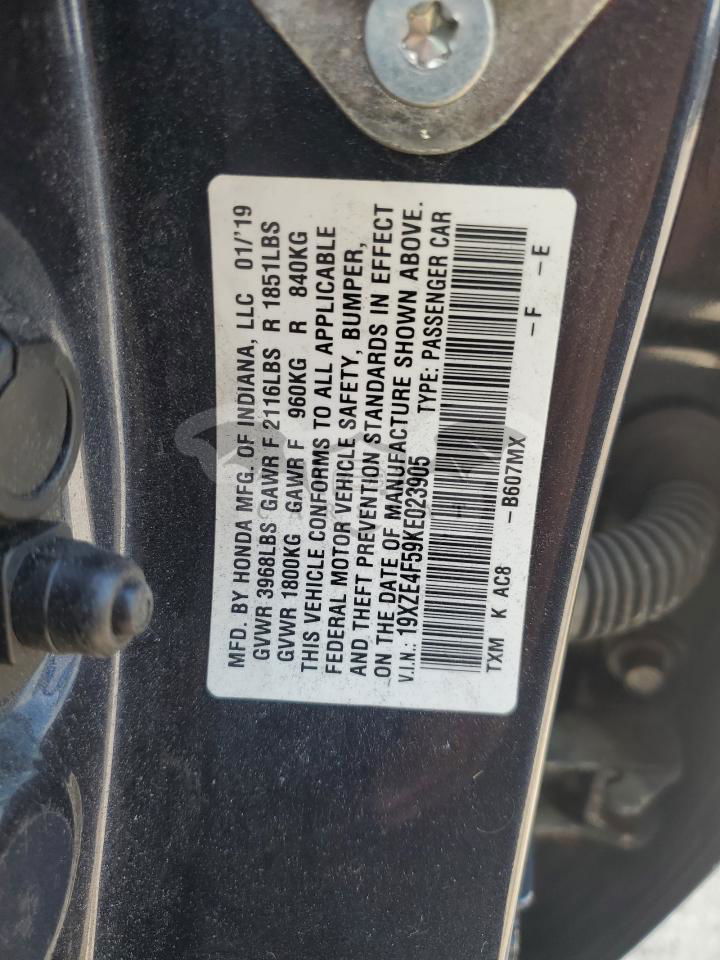 MFD. BY HONDA MFG. OF INDIANA, LLC 01/'19
GVWR 3968LBS GAWR F 2116LBS R 1851LBS
GVWR 1800KG GAWR F 960KG R 840KG
THIS VEHICLE CONFORMS TO ALL APPLICABLE
FEDERAL MOTOR VEHICLE SAFETY, BUMPER,
AND THEFT PREVENTION STANDARDS IN EFFECT
ON THE DATE OF MANUFACTURE SHOWN ABOVE.
V.I.N.: 19XZE4F59KE023905 TYPE: PASSENGER CAR
TXM K AC8 -B607MX -F -E